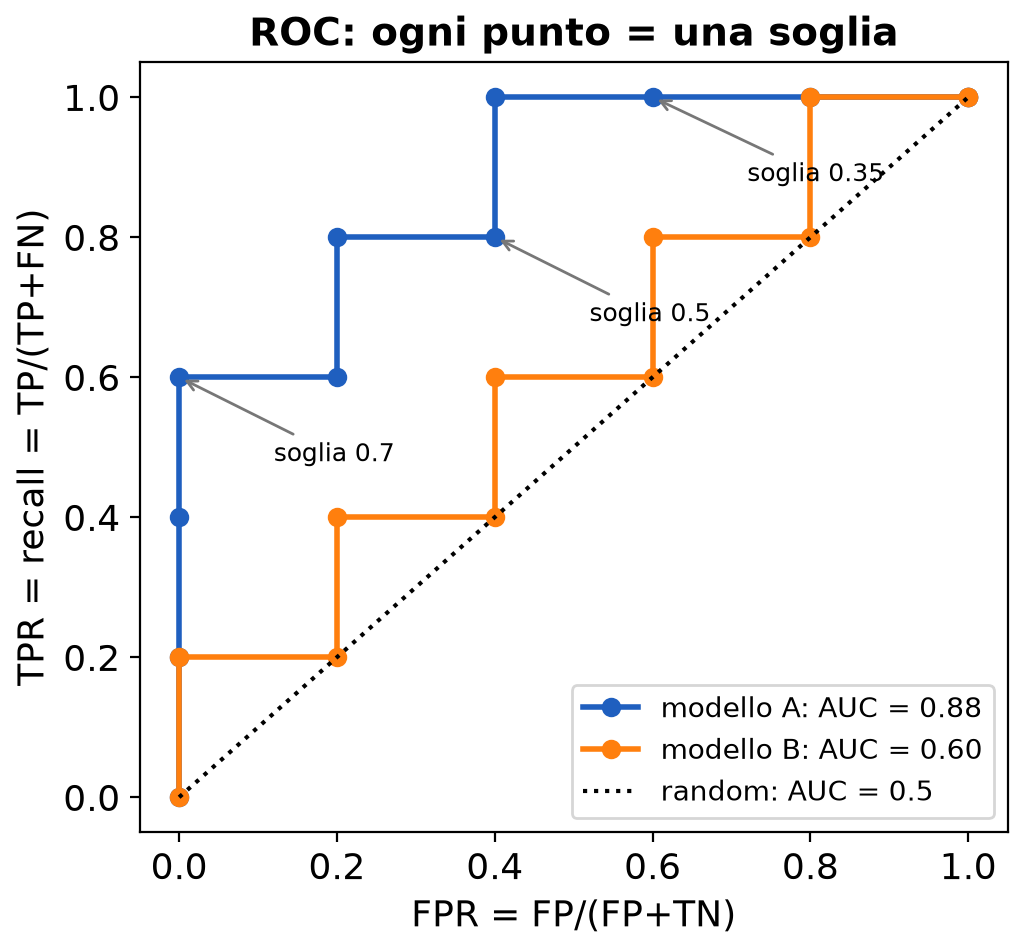 ROC: ogni punto = una soglia
TPR = recall = TP/(TP+FN)
1.0
0.8
0.6
0.4
0.2
0.0
soglia 0.35
soglia 0.5
soglia 0.7
modello A: AUC = 0.88
modello B: AUC = 0.60
random: AUC = 0.5
0.0 0.2 0.4 0.6 0.8 1.0
FPR = FP/(FP+TN)